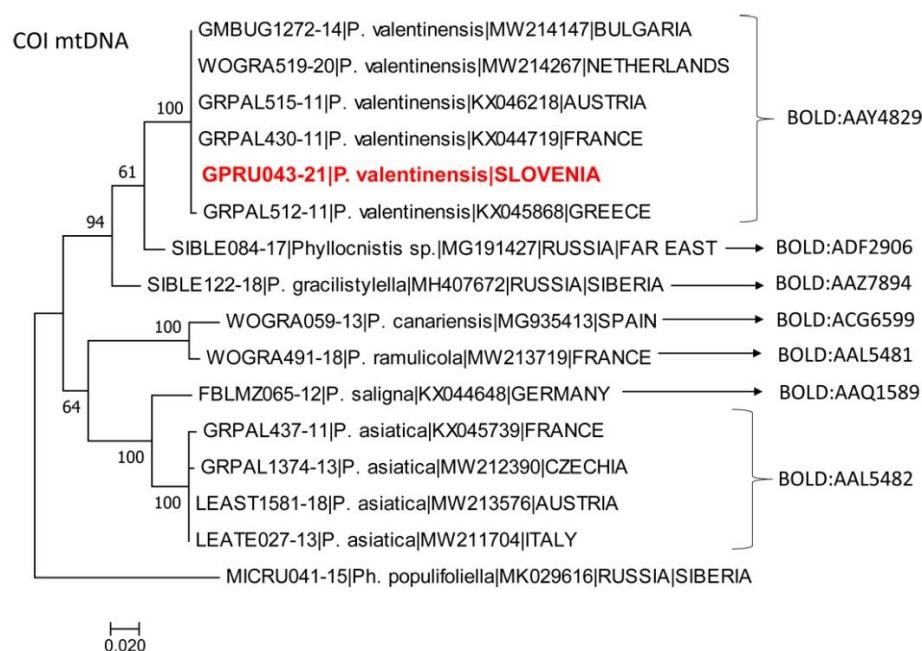 COI mtDNA
GMBUG1272-14|P. valentinensis|MW214147|BULGARIA
WOGRA519-20|P. valentinensis|MW214267|NETHERLANDS
100
GRPAL515-11|P. valentinensis|KX046218|AUSTRIA
BOLD:AAY4829
GRPAL430-11|P. valentinensis|KX044719|FRANCE
61
GPRU043-21|P. valentinensis|SLOVENIA
94
GRPAL512-11|P. valentinensis|KX045868|GREECE
SIBLE084-17|Phyllocnistis sp.|MG191427|RUSSIA|FAR EAST
BOLD:ADF2906
SIBLE122-18|P. gracilistylella|MH407672|RUSSIA|SIBERIA
BOLD:AAZ7894
100
WOGRA059-13|P. canariensis|MG935413|SPAIN
BOLD:ACG6599
WOGRA491-18|P. ramulicola|MW213719|FRANCE
BOLD:AAL5481
64
FBLMZ065-12|P. saligna|KX044648|GERMANY
BOLD:AAQ1589
GRPAL437-11|P. asiatica|KX045739|FRANCE
100
GRPAL1374-13|P. asiatica|MW212390|CZECHIA
BOLD:AAL5482
100
LEAST1581-18|P. asiatica|MW213576|AUSTRIA
LEATE027-13|P. asiatica|MW211704|ITALY
MICRU041-15|Ph. populifoliella|MK029616|RUSSIA|SIBERIA
0.020